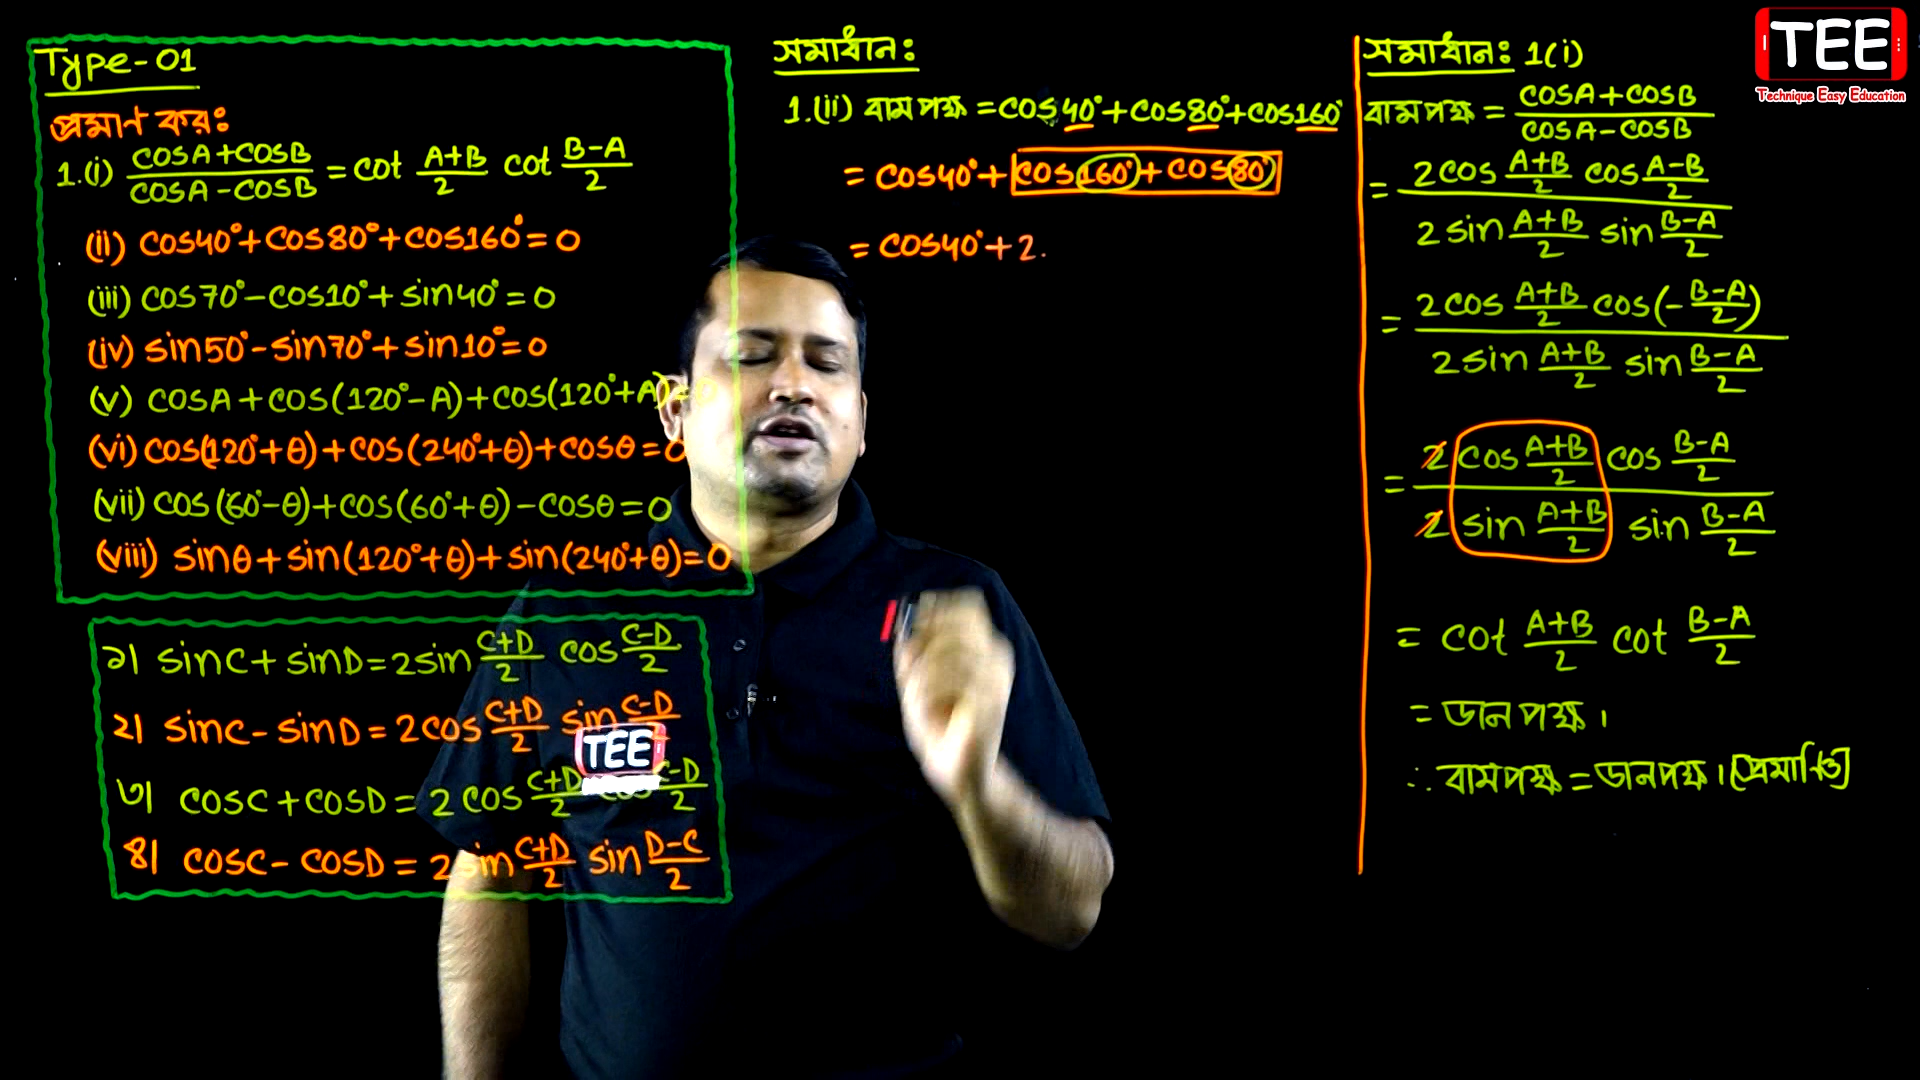 Type-01
প্রমাণ কর:
1.(i) (cosA+cosB)/(cosA-cosB) = cot (A+B)/2 cot (B-A)/2
(ii) cos40°+cos80°+cos160°=0
(iii) cos70°-cos10°+sin40°=0
(iv) sin50°-sin70°+sin10°=0
(v) cosA+cos(120°-A)+cos(120°+A)=0
(vi) cos(120°+θ)+cos(240°+θ)+cosθ=0
(vii) cos(60°-θ)+cos(60°+θ)-cosθ=0
(viii) sinθ+sin(120°+θ)+sin(240°+θ)=0
১। sinC+sinD=2sin (C+D)/2 cos (C-D)/2
২। sinC-sinD=2cos (C+D)/2 sin (C-D)/2
৩। cosC+cosD=2cos (C+D)/2 cos (C-D)/2
৪। cosC-cosD=2sin (C+D)/2 sin (D-C)/2
TEE
সমাধান:
1.(ii) বামপক্ষ =cos40°+cos80°+cos160°
= cos40°+cos160°+cos80°
= cos40°+2.
সমাধান: 1(i)
বামপক্ষ = (cosA+cosB)/(cosA-cosB)
= (2cos (A+B)/2 cos (A-B)/2)/(2sin (A+B)/2 sin (B-A)/2)
= (2cos (A+B)/2 cos(-(B-A)/2))/(2sin (A+B)/2 sin (B-A)/2)
= (2cos (A+B)/2 cos (B-A)/2)/(2sin (A+B)/2 sin (B-A)/2)
= cot (A+B)/2 cot (B-A)/2
= ডানপক্ষ।
∴ বামপক্ষ = ডানপক্ষ। [প্রমাণিত]
TEE
Technique Easy Education